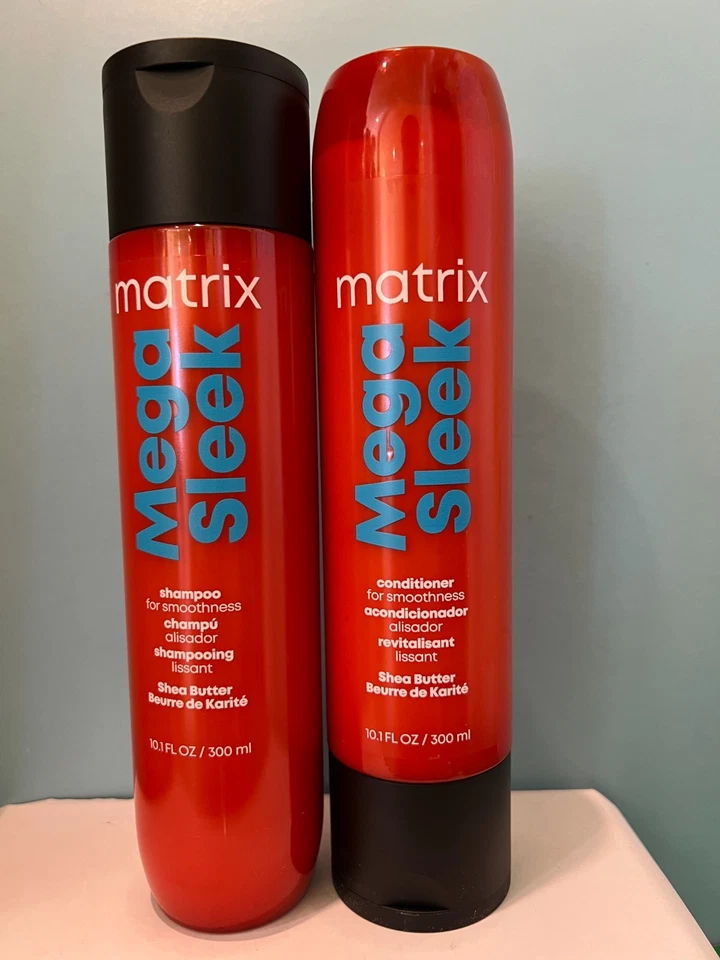 matrix
Mega
Sleek
shampoo
for smoothness
champú
alisador
shampooing
lissant
Shea Butter
Beurre de Karité
10.1 FL OZ / 300 ml
matrix
Mega
Sleek
conditioner
for smoothness
acondicionador
alisador
revitalisant
lissant
Shea Butter
Beurre de Karité
10.1 FL OZ / 300 ml